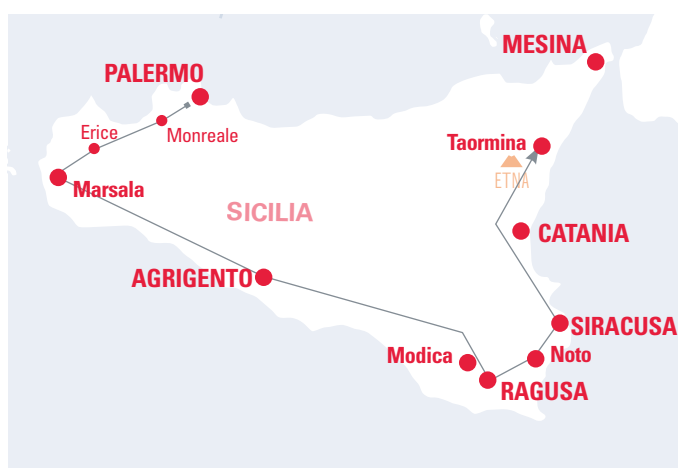 MESINA
PALERMO
Erice
Monreale
Taormina
ETNA
Marsala
SICILIA
CATANIA
AGRIGENTO
SIRACUSA
Modica
Noto
RAGUSA